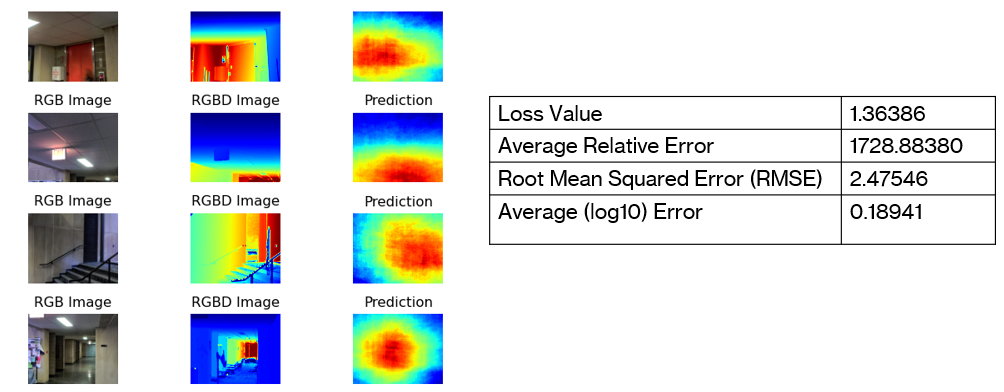 RGB Image RGBD Image Prediction
RGB Image RGBD Image Prediction
RGB Image RGBD Image Prediction
Loss Value 1.36386
Average Relative Error 1728.88380
Root Mean Squared Error (RMSE) 2.47546
Average (log10) Error 0.18941